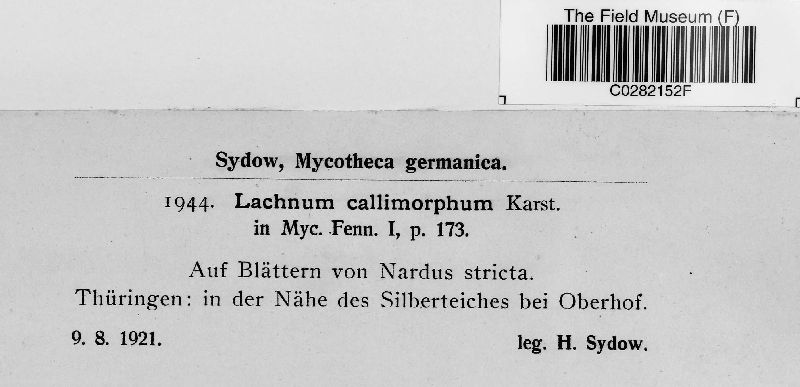 The Field Museum (F)
C0282152F
Sydow, Mycotheca germanica.
1944. Lachnum callimorphum Karst.
in Myc. Fenn. I, p. 173.
Auf Blättern von Nardus stricta.
Thüringen: in der Nähe des Silberteiches bei Oberhof.
9. 8. 1921. leg. H. Sydow.